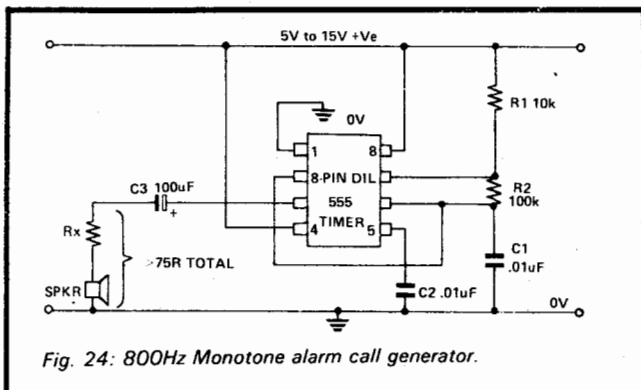 5V to 15V +Ve
R1 10k
0V
1 8
8-PIN DIL
C3 100uF
+
555
R2
100k
TIMER
Rx
4 5
C1
.01uF
>75R TOTAL
SPKR
C2 .01uF
0V
Fig. 24: 800Hz Monotone alarm call generator.